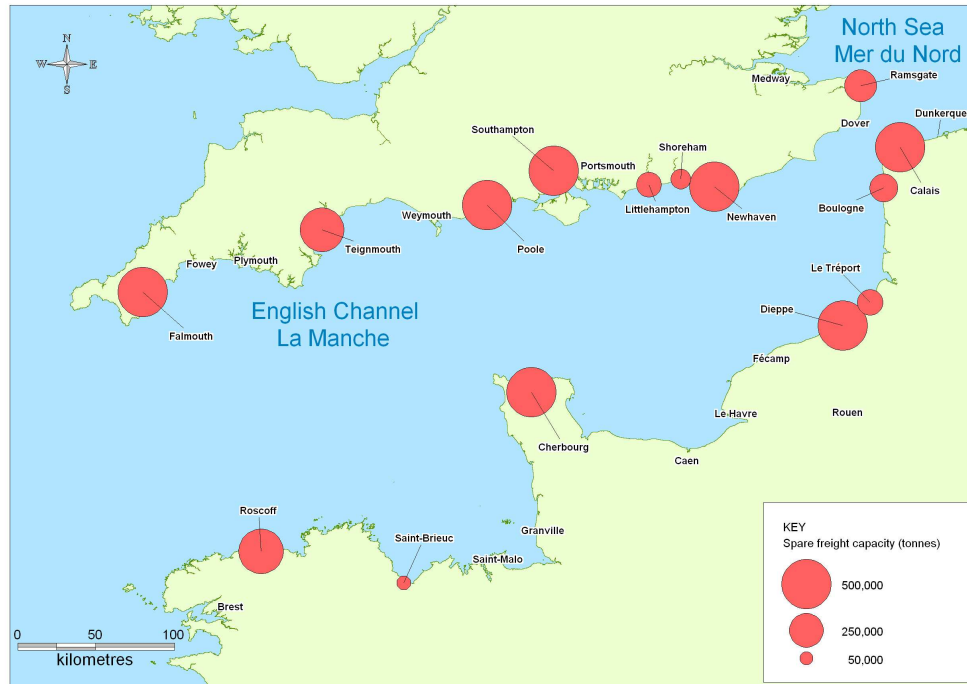 North Sea
Mer du Nord
N
W E
S
Medway
Ramsgate
Dover
Dunkerque
Southampton
Portsmouth
Shoreham
Calais
Littlehampton
Newhaven
Boulogne
Weymouth
Poole
Teignmouth
Fowey
Plymouth
Falmouth
English Channel
La Manche
Le Tréport
Dieppe
Fécamp
Le Havre
Rouen
Cherbourg
Caen
Granville
Roscoff
Saint-Brieuc
Saint-Malo
Brest
KEY
Spare freight capacity (tonnes)
500,000
250,000
50,000
0 50 100
kilometres